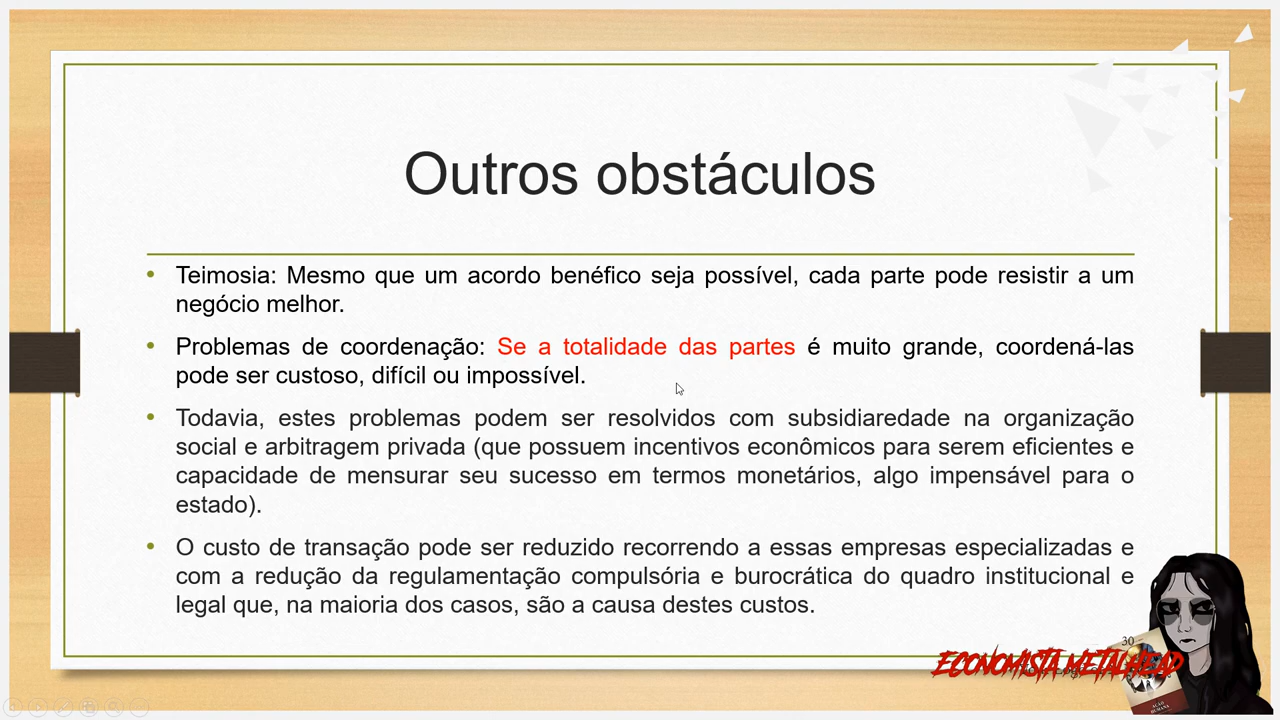 Outros obstáculos
• Teimosia: Mesmo que um acordo benéfico seja possível, cada parte pode resistir a um
negócio melhor.
• Problemas de coordenação: Se a totalidade das partes é muito grande, coordená-las
pode ser custoso, difícil ou impossível.
• Todavia, estes problemas podem ser resolvidos com subsidiaredade na organização
social e arbitragem privada (que possuem incentivos econômicos para serem eficientes e
capacidade de mensurar seu sucesso em termos monetários, algo impensável para o
estado).
• O custo de transação pode ser reduzido recorrendo a essas empresas especializadas e
com a redução da regulamentação compulsória e burocrática do quadro institucional e
legal que, na maioria dos casos, são a causa destes custos.
30
ECONOMISTA METALHEAD
AÇÃO
HUMANA